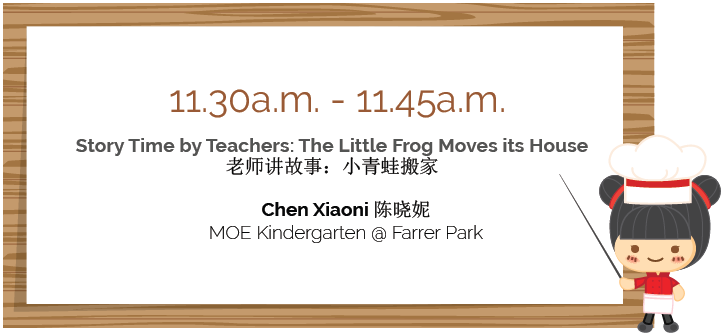 11.30a.m. - 11.45a.m.
Story Time by Teachers: The Little Frog Moves its House
老师讲故事：小青蛙搬家
Chen Xiaoni 陈晓妮
MOE Kindergarten @ Farrer Park